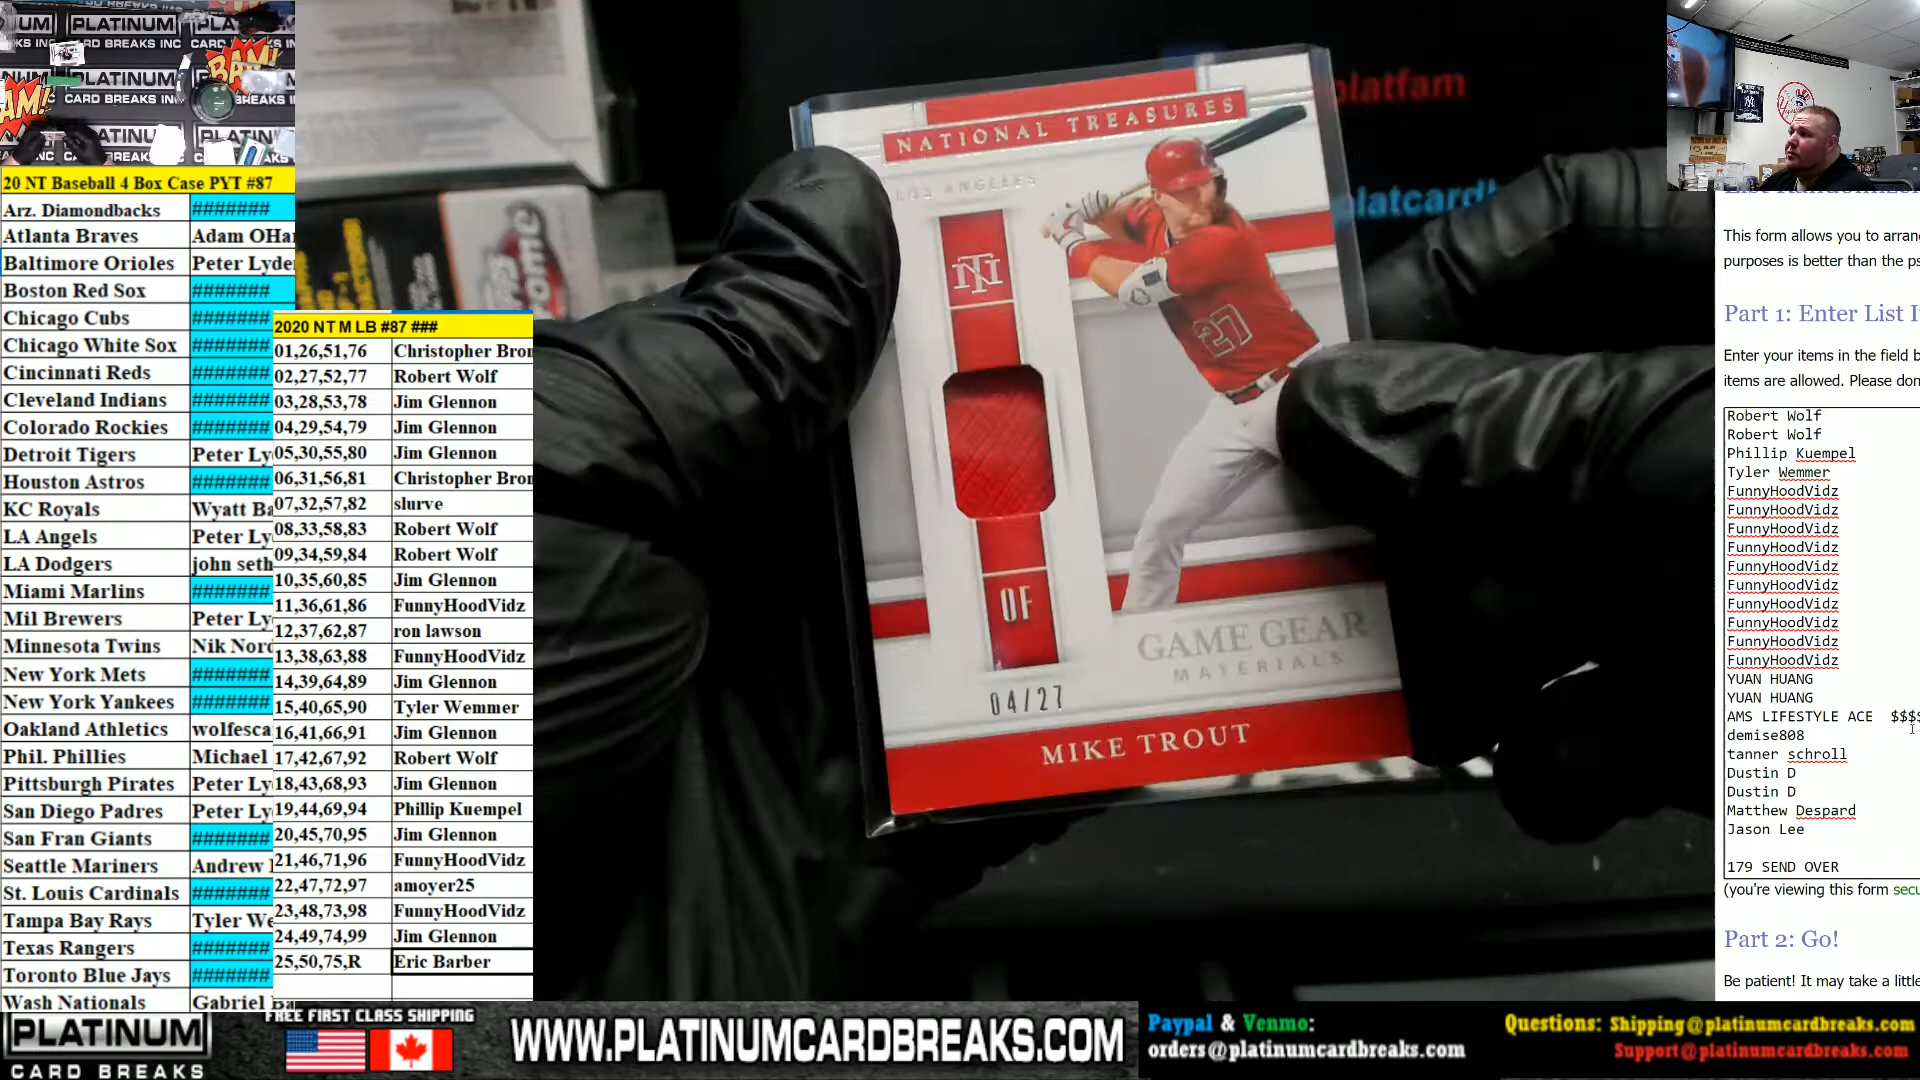 20 NT Baseball 4 Box Case PYT #87
Arz. Diamondbacks #######
Atlanta Braves Adam OHar
Baltimore Orioles Peter Lyder
Boston Red Sox #######
Chicago Cubs #######
Chicago White Sox #######
Cincinnati Reds #######
Cleveland Indians #######
Colorado Rockies #######
Detroit Tigers Peter Ly
Houston Astros #######
KC Royals Wyatt Ba
LA Angels Peter Ly
LA Dodgers john seth
Miami Marlins #######
Mil Brewers Peter Ly
Minnesota Twins Nik Nord
New York Mets #######
New York Yankees #######
Oakland Athletics wolfesca
Phil. Phillies Michael
Pittsburgh Pirates Peter Ly
San Diego Padres Peter Ly
San Fran Giants #######
Seattle Mariners Andrew
St. Louis Cardinals #######
Tampa Bay Rays Tyler We
Texas Rangers #######
Toronto Blue Jays #######
Wash Nationals Gabriel Ba
2020 NT MLB #87 ###
01,26,51,76 Christopher Bron
02,27,52,77 Robert Wolf
03,28,53,78 Jim Glennon
04,29,54,79 Jim Glennon
05,30,55,80 Jim Glennon
06,31,56,81 Christopher Bron
07,32,57,82 slurve
08,33,58,83 Robert Wolf
09,34,59,84 Robert Wolf
10,35,60,85 Jim Glennon
11,36,61,86 FunnyHoodVidz
12,37,62,87 ron lawson
13,38,63,88 FunnyHoodVidz
14,39,64,89 Jim Glennon
15,40,65,90 Tyler Wemmer
16,41,66,91 Jim Glennon
17,42,67,92 Robert Wolf
18,43,68,93 Jim Glennon
19,44,69,94 Phillip Kuempel
20,45,70,95 Jim Glennon
21,46,71,96 FunnyHoodVidz
22,47,72,97 amoyer25
23,48,73,98 FunnyHoodVidz
24,49,74,99 Jim Glennon
25,50,75,R Eric Barber
NATIONAL TREASURES
LOS ANGELES
NT
27
OF
GAME GEAR
MATERIALS
04/27
MIKE TROUT
platfam
platcardb
This form allows you to arran
purposes is better than the ps
Part 1: Enter List I
Enter your items in the field b
items are allowed. Please don
Robert Wolf
Robert Wolf
Phillip Kuempel
Tyler Wemmer
FunnyHoodVidz
FunnyHoodVidz
FunnyHoodVidz
FunnyHoodVidz
FunnyHoodVidz
FunnyHoodVidz
FunnyHoodVidz
FunnyHoodVidz
FunnyHoodVidz
FunnyHoodVidz
YUAN HUANG
YUAN HUANG
AMS LIFESTYLE ACE $$$$
demise808
tanner schroll
Dustin D
Dustin D
Matthew Despard
Jason Lee
179 SEND OVER
(you're viewing this form secu
Part 2: Go!
Be patient! It may take a little
PLATINUM
CARD BREAKS
FREE FIRST CLASS SHIPPING
WWW.PLATINUMCARDBREAKS.COM
Paypal & Venmo:
orders@platinumcardbreaks.com
Questions: Shipping@platinumcardbreaks.com
Support@platinumcardbreaks.com